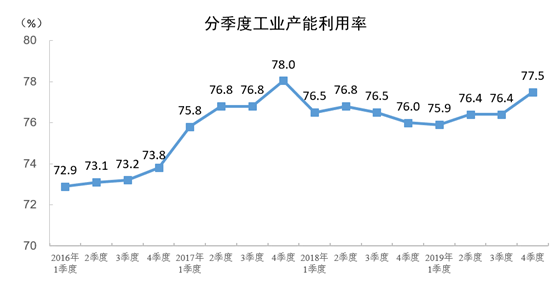 分季度工业产能利用率
（%）
80
78
76
74
72
70
72.9
73.1
73.2
73.8
75.8
76.8
76.8
78.0
76.5
76.8
76.5
76.0
75.9
76.4
76.4
77.5
2016年
1季度
2季度
3季度
4季度
2017年
1季度
2季度
3季度
4季度
2018年
1季度
2季度
3季度
4季度
2019年
1季度
2季度
3季度
4季度